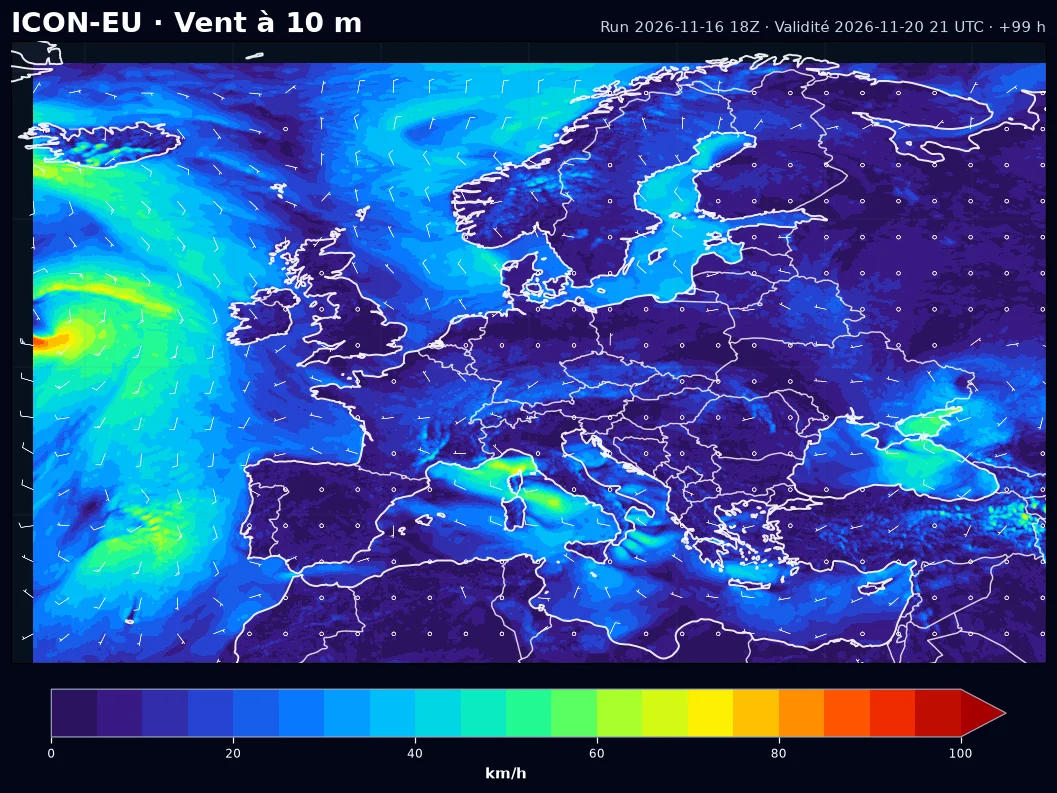 ICON-EU · Vent à 10 m
Run 2026-11-16 18Z · Validité 2026-11-20 21 UTC · +99 h
0 20 40 60 80 100
km/h